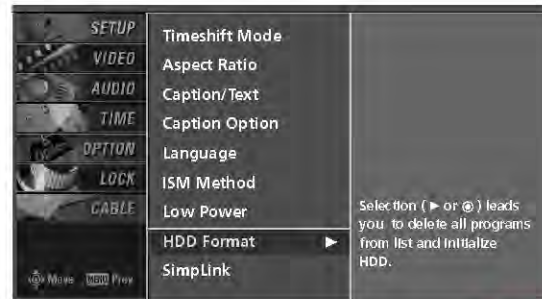 SETUP
VIDEO
AUDIO
TIME
OPTION
LOCK
CABLE
Move MENU Prev
Timeshift Mode
Aspect Ratio
Caption/Text
Caption Option
Language
ISM Method
Low Power
HDD Format ▶
SimpLink
Selection ( ▶ or ◉ ) leads
you to delete all programs
from list and initialize
HDD.